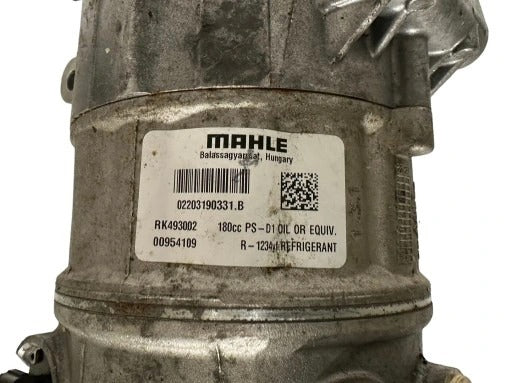 MAHLE
Balassagyarmat, Hungary
02203190331.B
RK493002 180cc PS-D1 OIL OR EQUIV.
00954109 R-1234yf REFRIGERANT